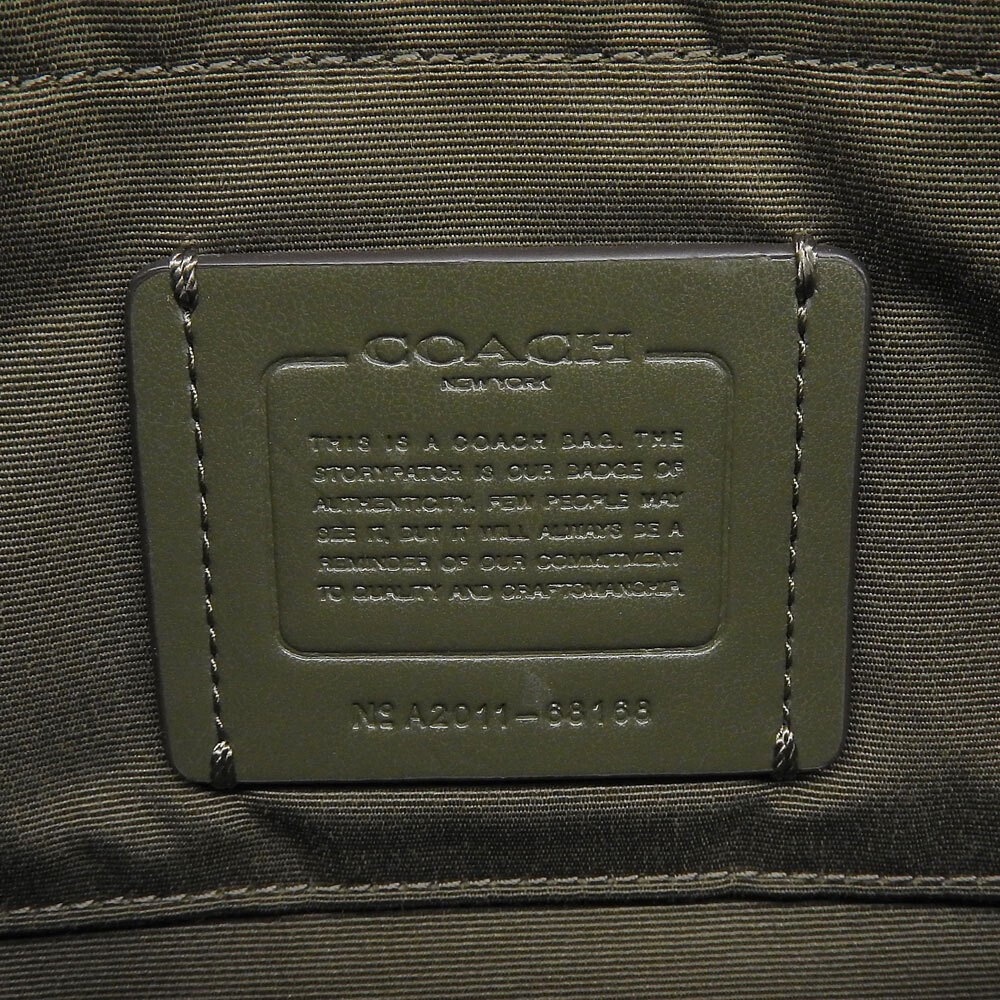 COACH
NEW YORK
THIS IS A COACH BAG. THE
STORYPATCH IS OUR BADGE OF
AUTHENTICITY. FEW PEOPLE MAY
SEE IT, BUT IT WILL ALWAYS BE A
REMINDER OF OUR COMMITMENT
TO QUALITY AND CRAFTSMANSHIP.
Nº A2011-68168